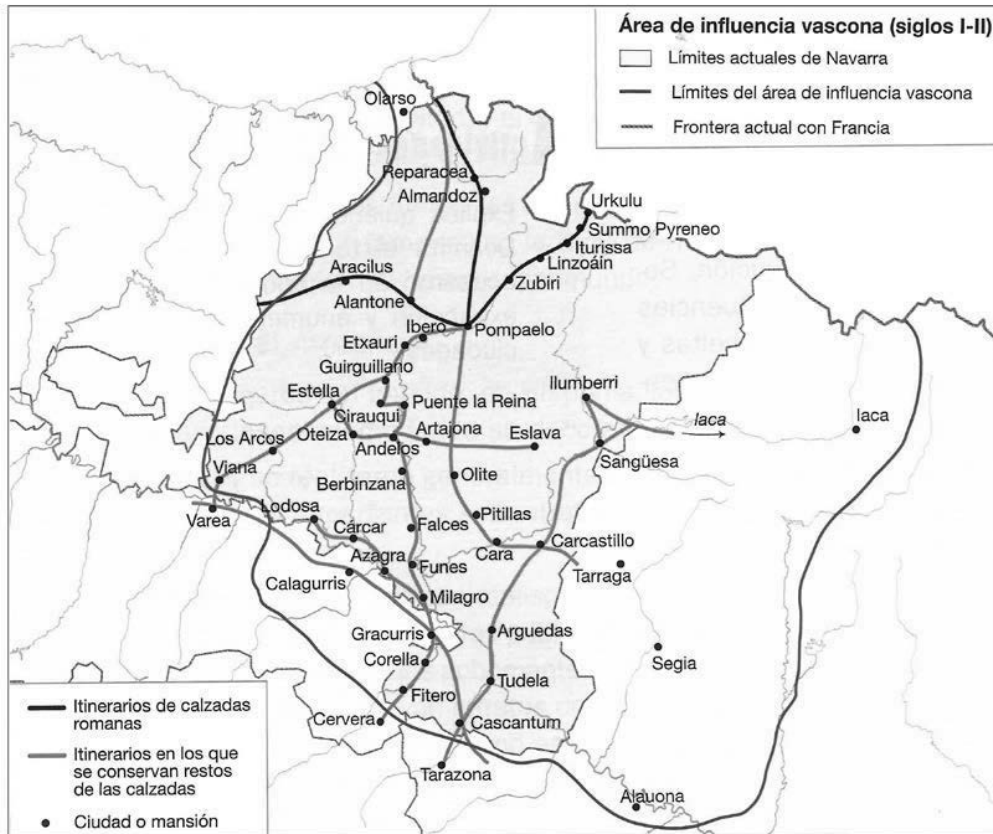 Área de influencia vascona (siglos I-II)
Límites actuales de Navarra
Límites del área de influencia vascona
Frontera actual con Francia
Olarso
Reparacea
Almandoz
Urkulu
Summo Pyreneo
Iturissa
Linzoáin
Zubiri
Aracilus
Alantone
Ibero
Pompaelo
Etxauri
Guirguillano
Ilumberri
Estella
Puente la Reina
Girauqui
Iaca
Iaca
Oteiza
Artajona
Eslava
Los Arcos
Andelos
Sangüesa
Viana
Berbinzana
Olite
Lodosa
Varea
Pitillas
Cárcar
Falces
Cara
Carcastillo
Azagra
Funes
Tarraga
Calagurris
Milagro
Gracurris
Arguedas
Segia
Corella
Fitero
Tudela
Cervera
Cascantum
Tarazona
Alauona
Itinerarios de calzadas
romanas
Itinerarios en los que
se conservan restos
de las calzadas
Ciudad o mansión